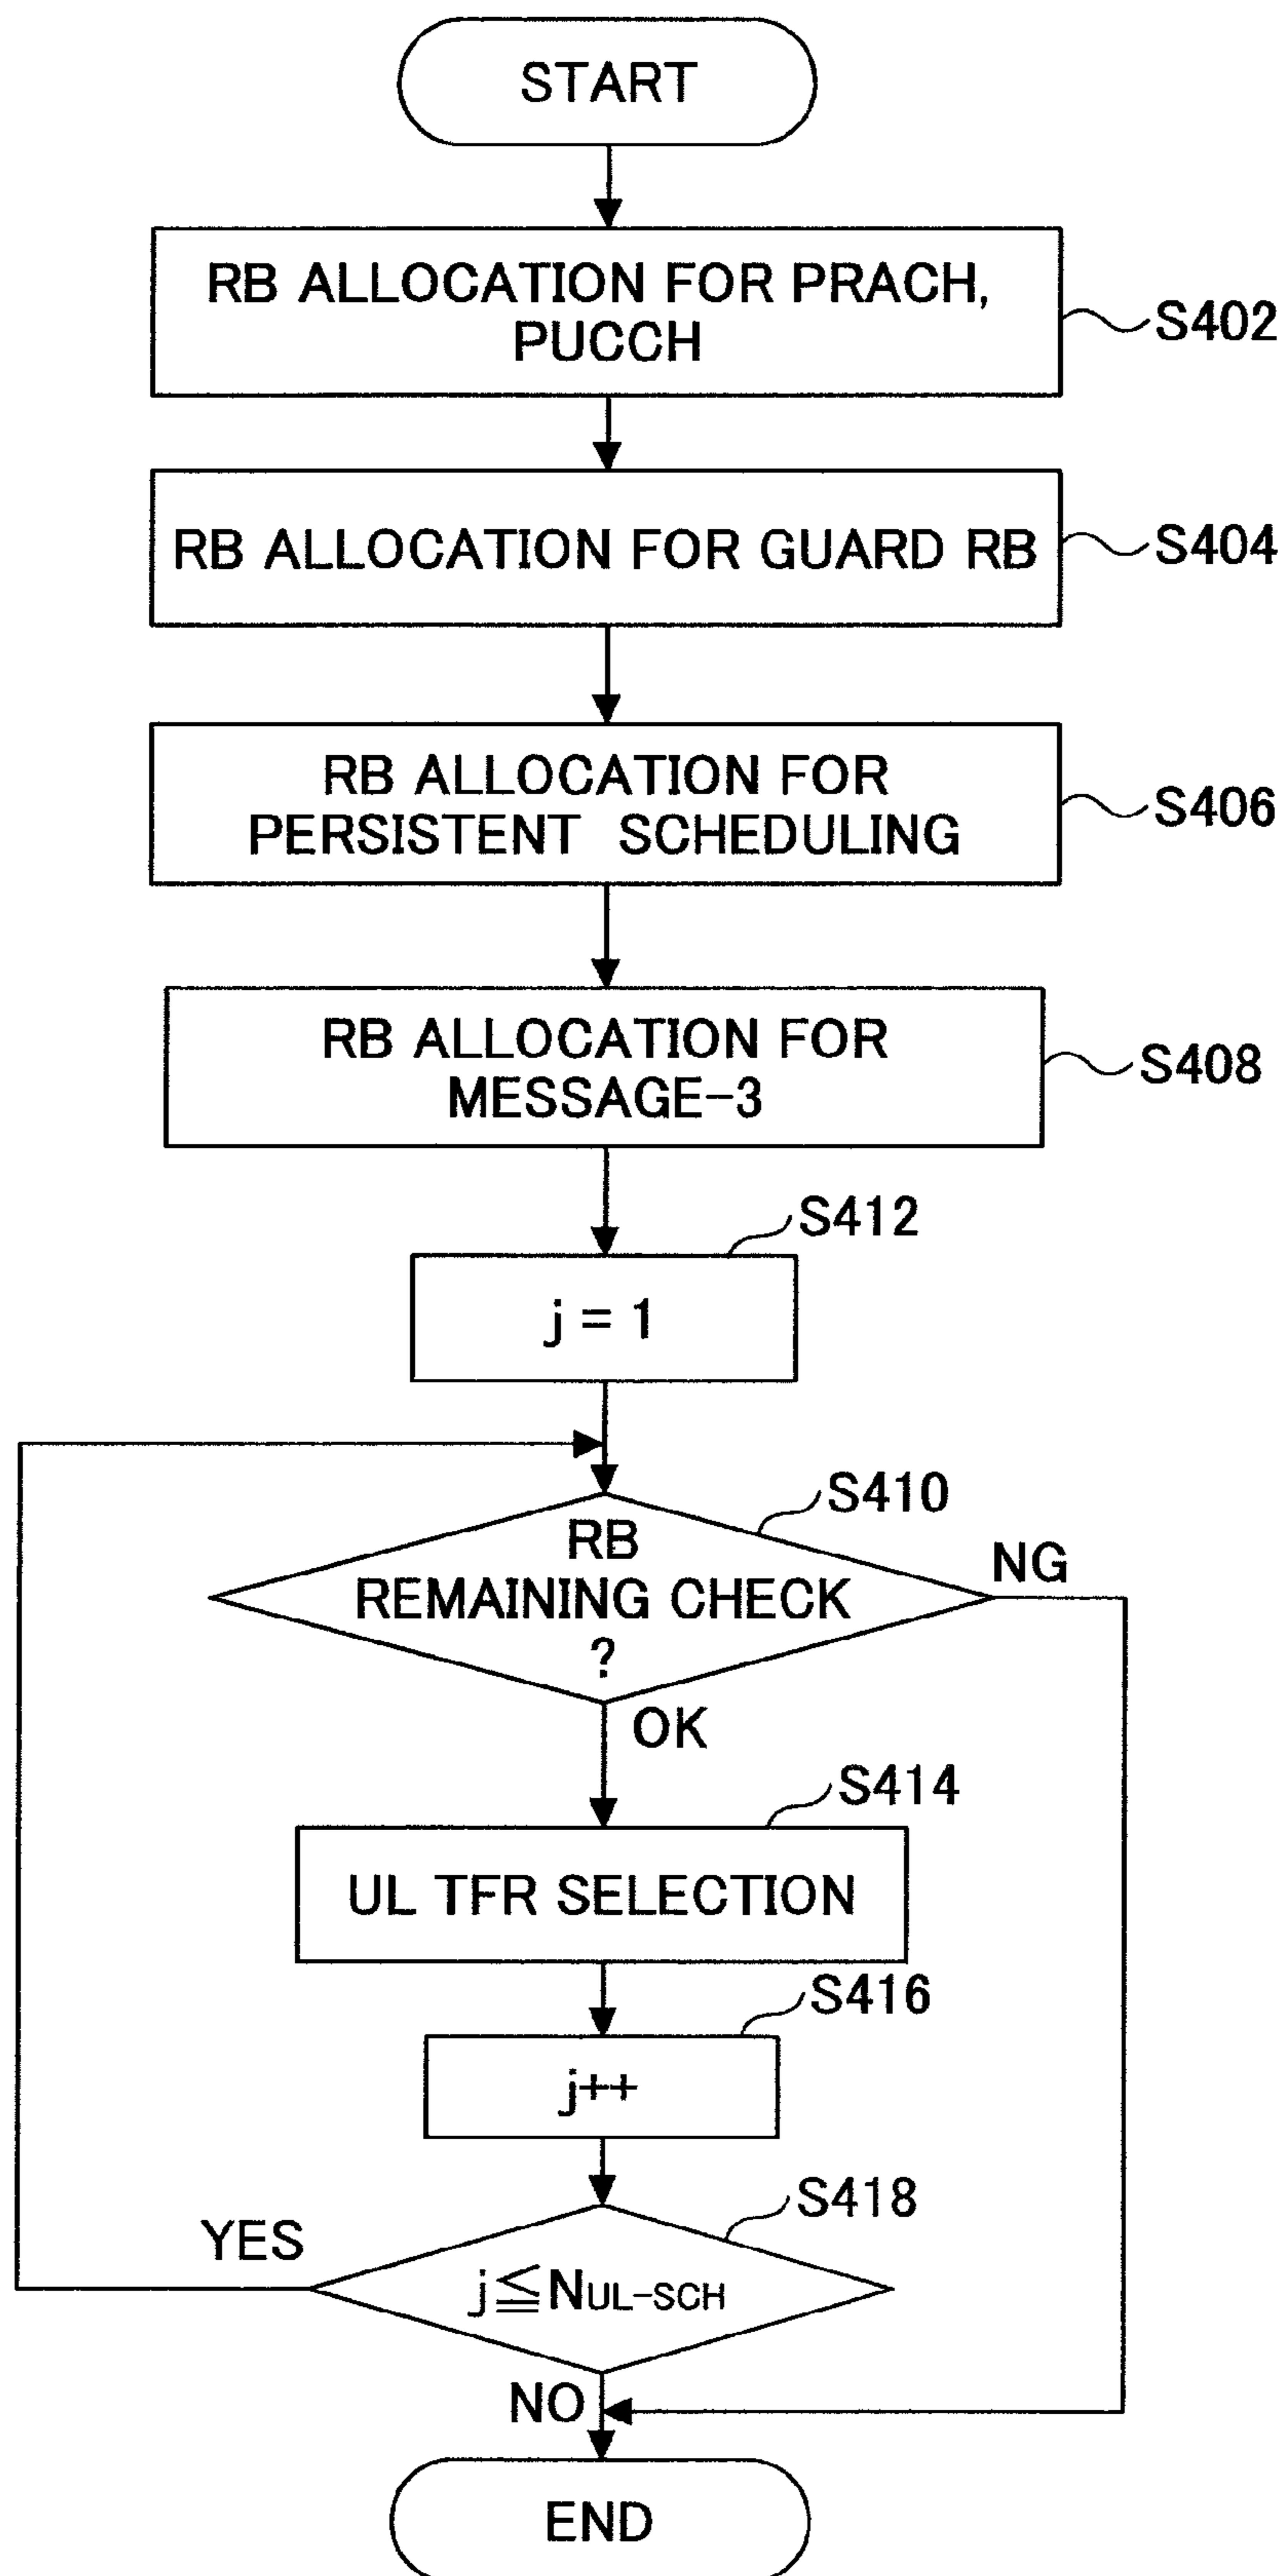 START
RB ALLOCATION FOR PRACH,
PUCCH
S402
RB ALLOCATION FOR GUARD RB
S404
RB ALLOCATION FOR
PERSISTENT SCHEDULING
S406
RB ALLOCATION FOR
MESSAGE-3
S408
S412
j = 1
S410
RB
REMAINING CHECK
?
NG
OK
S414
UL TFR SELECTION
S416
j++
S418
YES
j≦NUL-SCH
NO
END